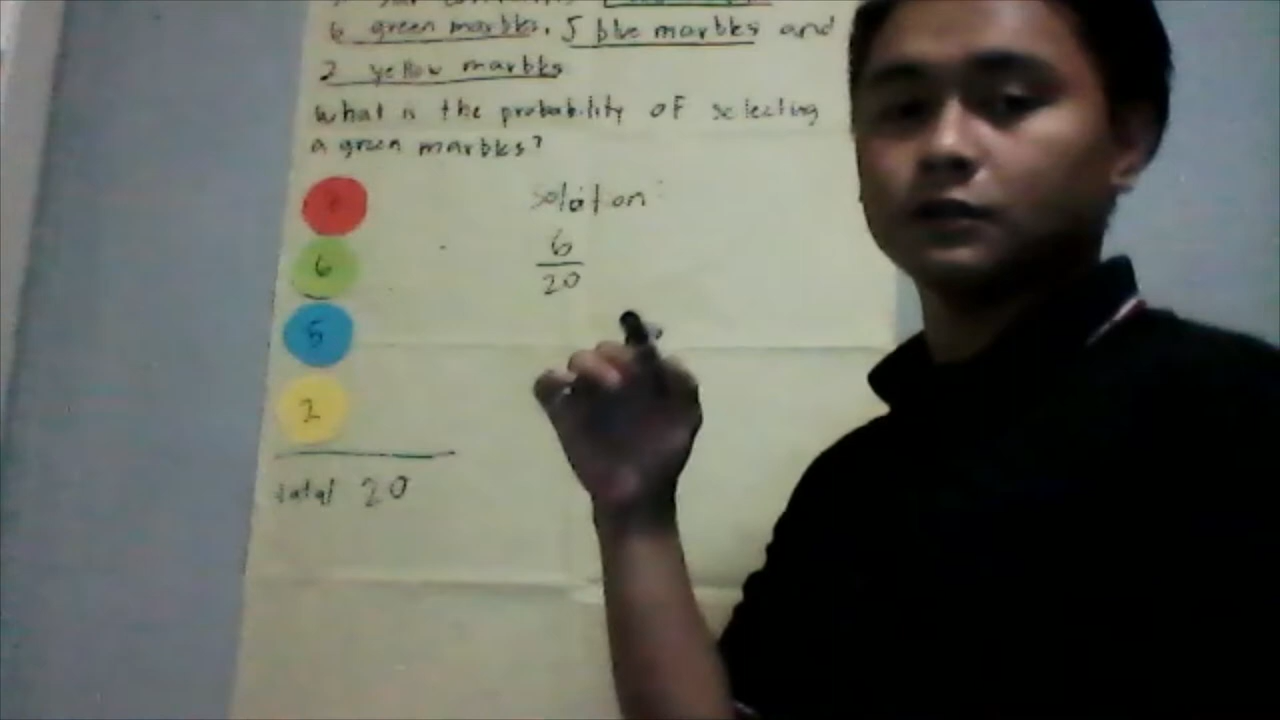 6 green marbles, 5 blue marbles and
2 yellow marbles
What is the probability of selecting
a green marbles?
Solution:
6
20
6
5
2
total 20